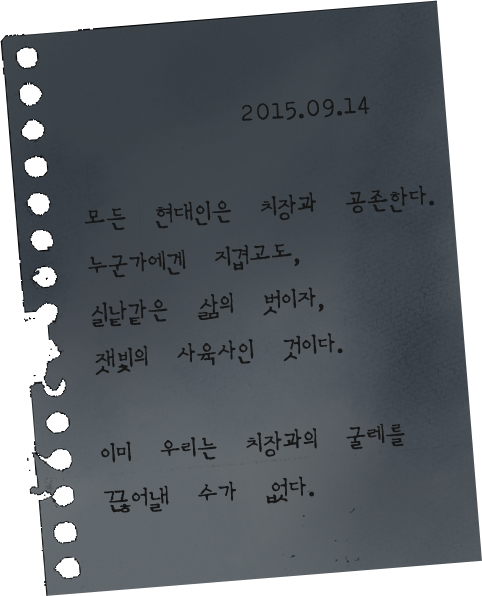 2015.09.14
모든 현대인은 치장과 공존한다.
누군가에겐 지겹고도,
실낱같은 삶의 벗이자,
잿빛의 사육사인 것이다.
이미 우리는 치장과의 굴레를
끊어낼 수가 없다.